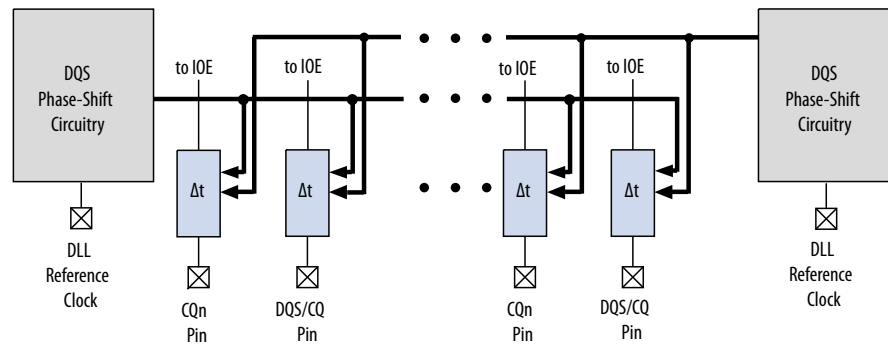 DQS
Phase-Shift
Circuitry
to IOE
to IOE
to IOE
to IOE
DQS
Phase-Shift
Circuitry
Δt
Δt
Δt
Δt
DLL
Reference
Clock
CQn
Pin
DQS/CQ
Pin
CQn
Pin
DQS/CQ
Pin
DLL
Reference
Clock